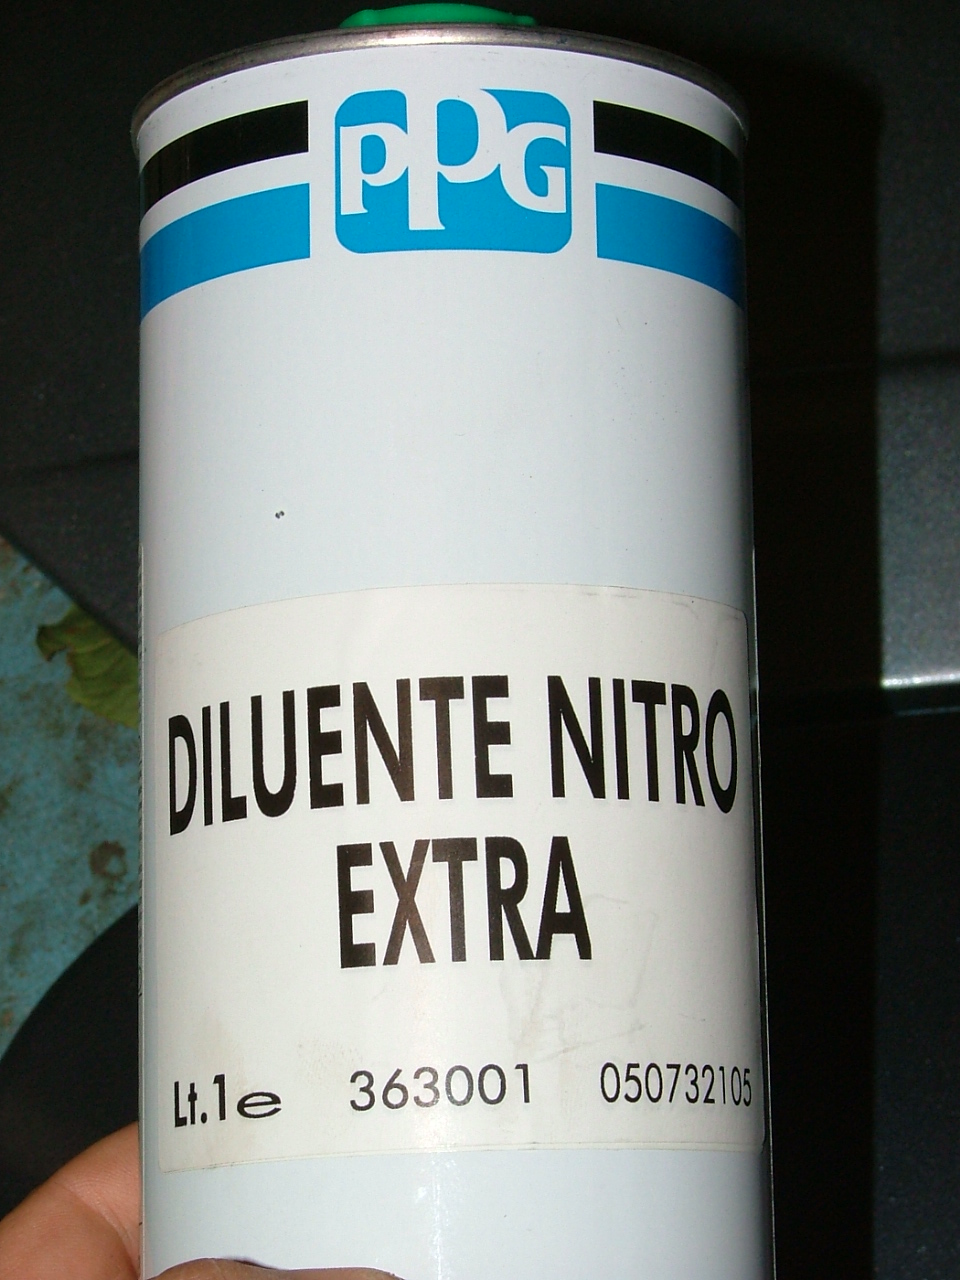 PPG
DILUENTE NITRO
EXTRA
Lt.1e 363001 050732105